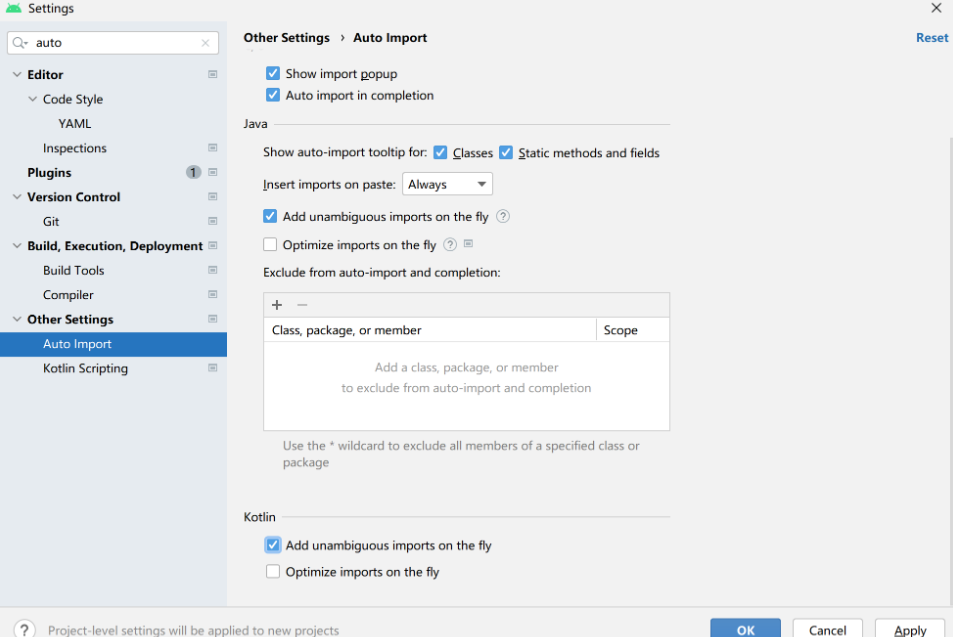 Settings
auto
Editor
Code Style
YAML
Inspections
Plugins 1
Version Control
Git
Build, Execution, Deployment
Build Tools
Compiler
Other Settings
Auto Import
Kotlin Scripting
Other Settings › Auto Import Reset
Show import popup
Auto import in completion
Java
Show auto-import tooltip for: Classes Static methods and fields
Insert imports on paste: Always
Add unambiguous imports on the fly ?
Optimize imports on the fly ?
Exclude from auto-import and completion:
Class, package, or member Scope
Add a class, package, or member
to exclude from auto-import and completion
Use the * wildcard to exclude all members of a specified class or
package
Kotlin
Add unambiguous imports on the fly
Optimize imports on the fly
? Project-level settings will be applied to new projects OK Cancel Apply